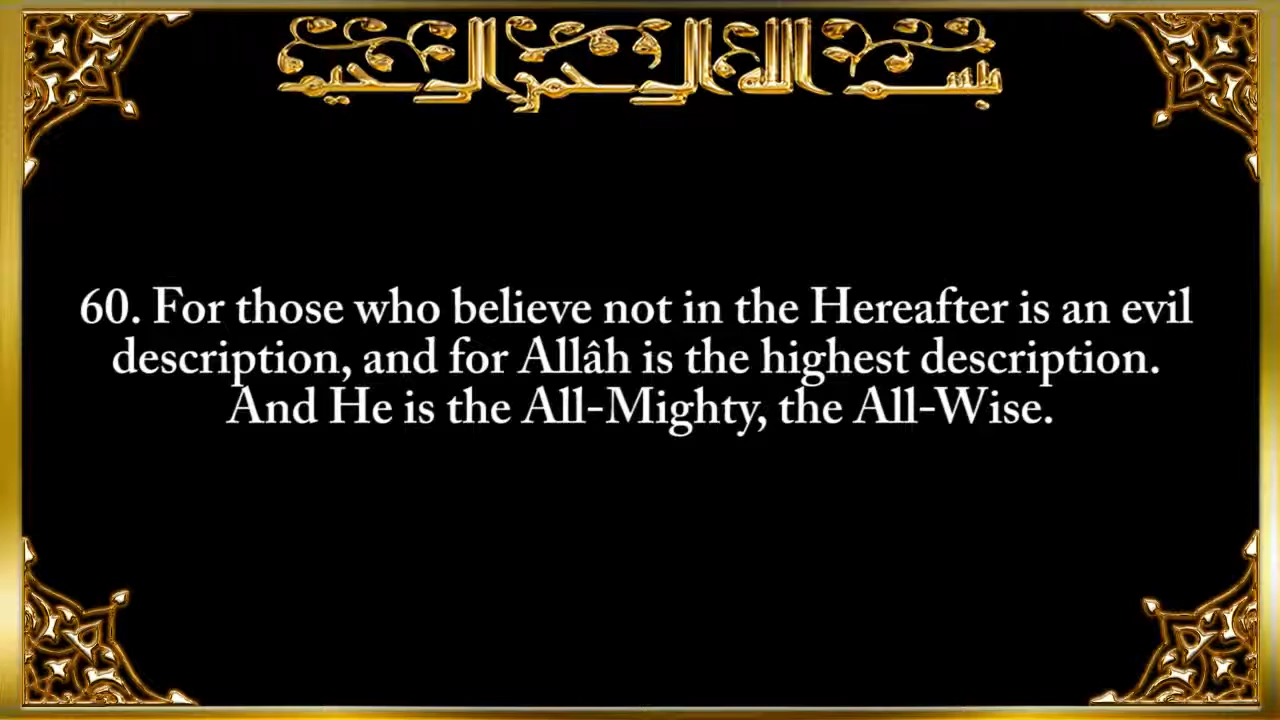 بسم الله الرحمن الرحيم
60. For those who believe not in the Hereafter is an evil
description, and for Allâh is the highest description.
And He is the All-Mighty, the All-Wise.